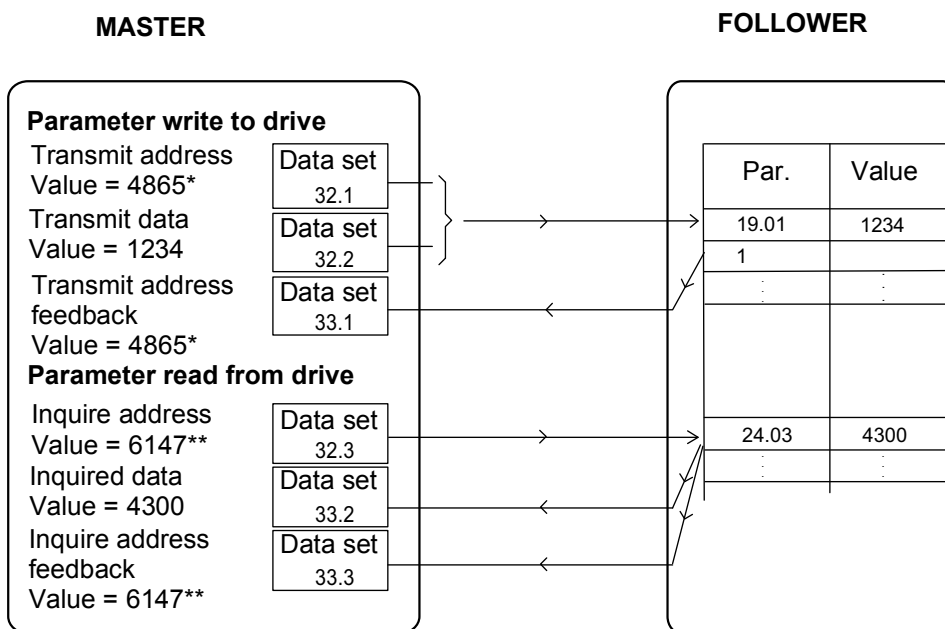 MASTER
FOLLOWER
Parameter write to drive
Transmit address
Value = 4865*
Data set
32.1
Transmit data
Value = 1234
Data set
32.2
Transmit address
feedback
Value = 4865*
Data set
33.1
Parameter read from drive
Inquire address
Value = 6147**
Data set
32.3
Inquired data
Value = 4300
Data set
33.2
Inquire address
feedback
Value = 6147**
Data set
33.3
Par. Value
19.01 1234
1
24.03 4300